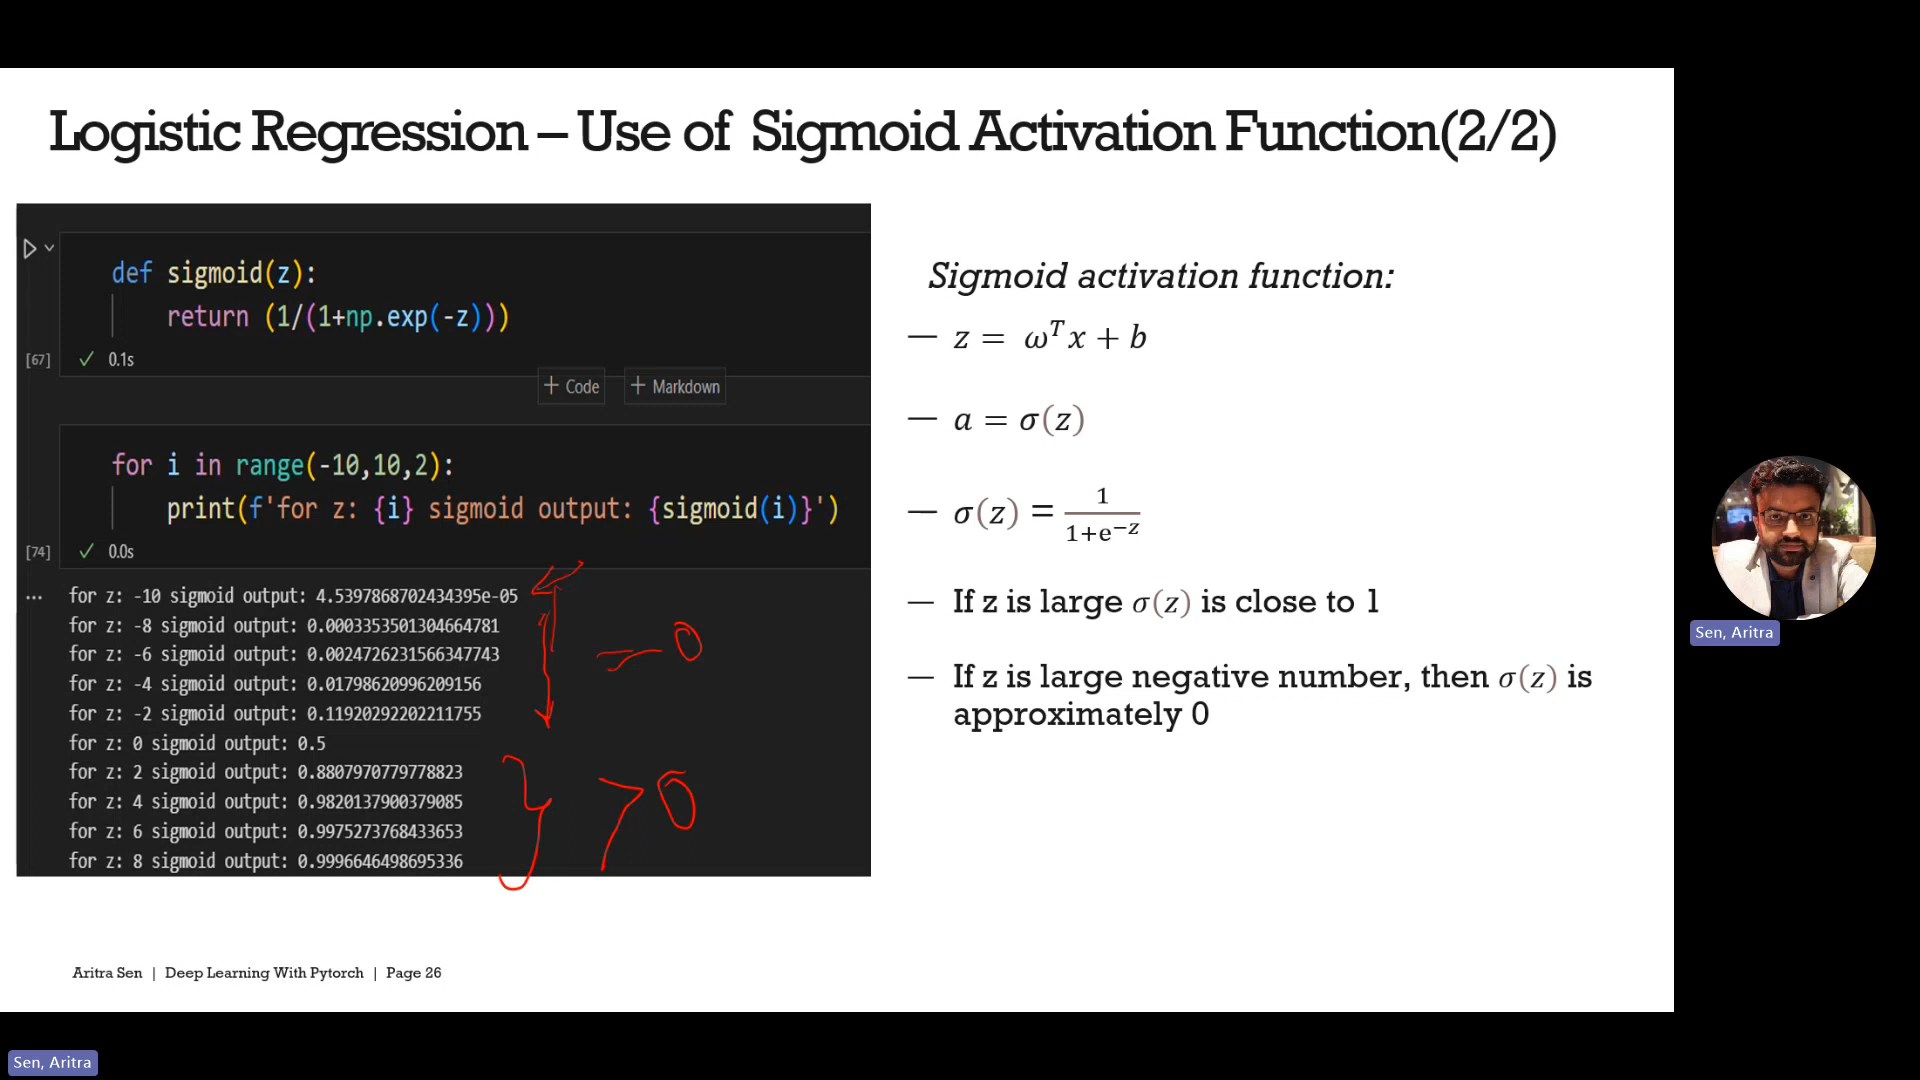 Logistic Regression – Use of Sigmoid Activation Function(2/2)
def sigmoid(z):
return (1/(1+np.exp(-z)))
[67]
✓ 0.1s
+ Code
+ Markdown
for i in range(-10,10,2):
print(f'for z: {i} sigmoid output: {sigmoid(i)}')
[74]
✓ 0.0s
... for z: -10 sigmoid output: 4.5397868702434395e-05
for z: -8 sigmoid output: 0.0003353501304664781
for z: -6 sigmoid output: 0.0024726231566347743
for z: -4 sigmoid output: 0.01798620996209156
for z: -2 sigmoid output: 0.11920292202211755
for z: 0 sigmoid output: 0.5
for z: 2 sigmoid output: 0.8807970779778823
for z: 4 sigmoid output: 0.9820137900379085
for z: 6 sigmoid output: 0.9975273768433653
for z: 8 sigmoid output: 0.9996646498695336
0
> 0
Sigmoid activation function:
— z = ω^T x + b
— a = σ(z)
— σ(z) = 1/(1+e^−z)
— If z is large σ(z) is close to 1
— If z is large negative number, then σ(z) is
approximately 0
Aritra Sen | Deep Learning With Pytorch | Page 26
Sen, Aritra
Sen, Aritra